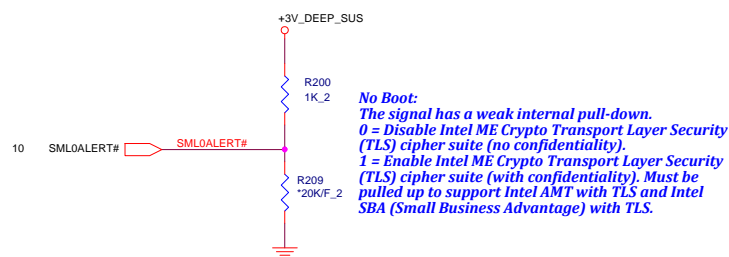 +3V_DEEP_SUS
R200
1K_2
No Boot:
The signal has a weak internal pull-down.
0 = Disable Intel ME Crypto Transport Layer Security
(TLS) cipher suite (no confidentiality).
1 = Enable Intel ME Crypto Transport Layer Security
(TLS) cipher suite (with confidentiality). Must be
pulled up to support Intel AMT with TLS and Intel
SBA (Small Business Advantage) with TLS.
10 SML0ALERT# SML0ALERT#
R209
*20K/F_2